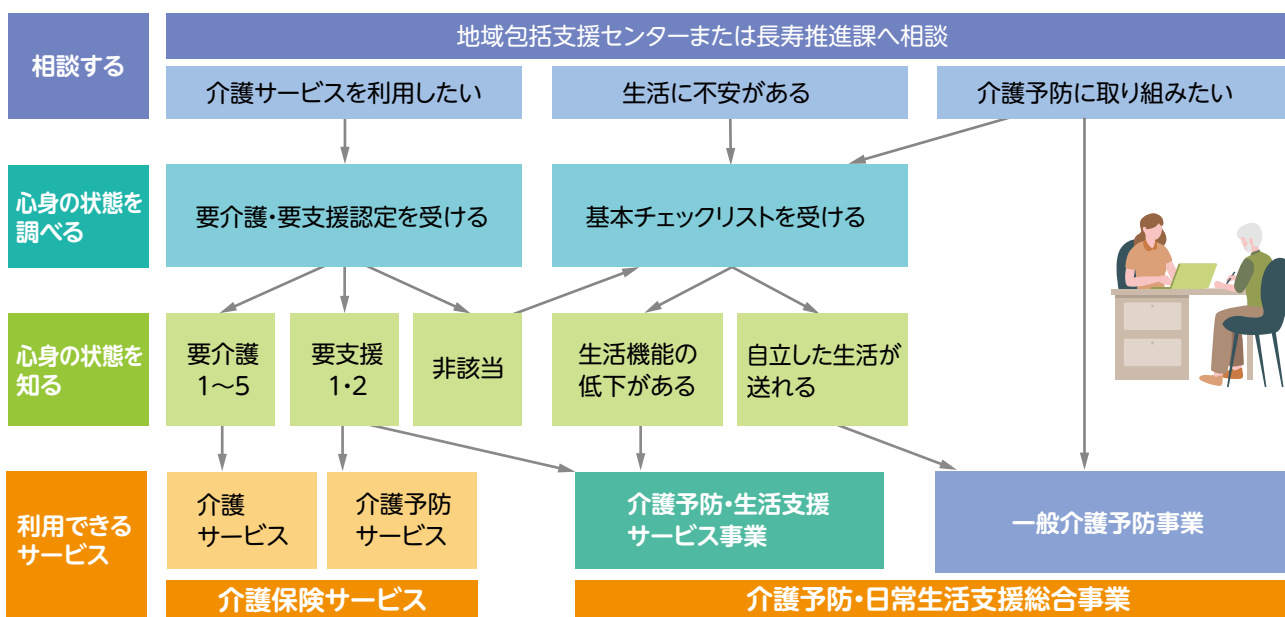 相談する
地域包括支援センターまたは長寿推進課へ相談
介護サービスを利用したい
生活に不安がある
介護予防に取り組みたい
心身の状態を
調べる
要介護・要支援認定を受ける
基本チェックリストを受ける
心身の状態を
知る
要介護
1〜5
要支援
1・2
非該当
生活機能の
低下がある
自立した生活が
送れる
利用できる
サービス
介護
サービス
介護予防
サービス
介護予防・生活支援
サービス事業
一般介護予防事業
介護保険サービス
介護予防・日常生活支援総合事業